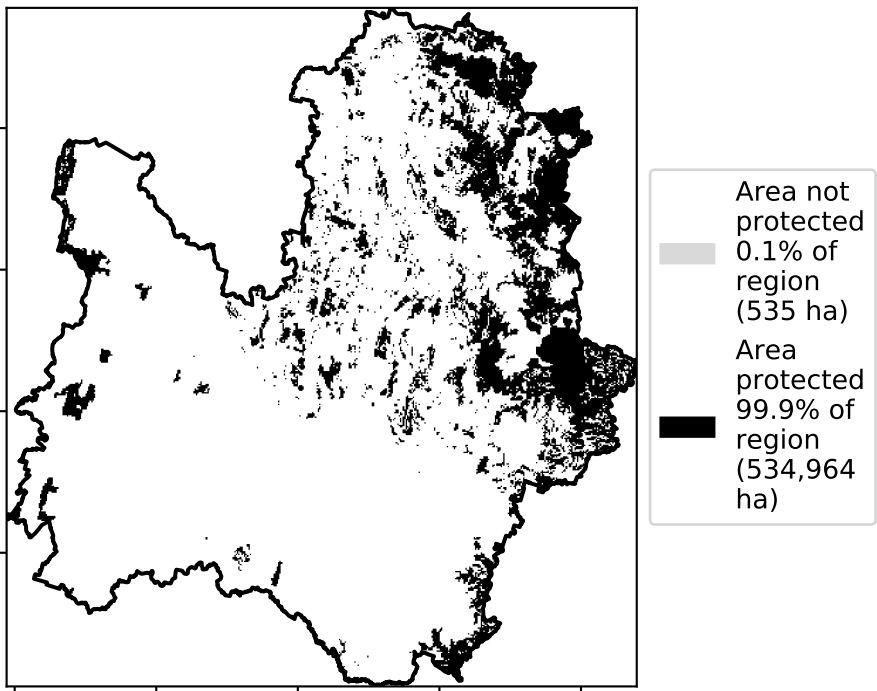 Area not
protected
0.1% of
region
(535 ha)
Area
protected
99.9% of
region
(534,964
ha)